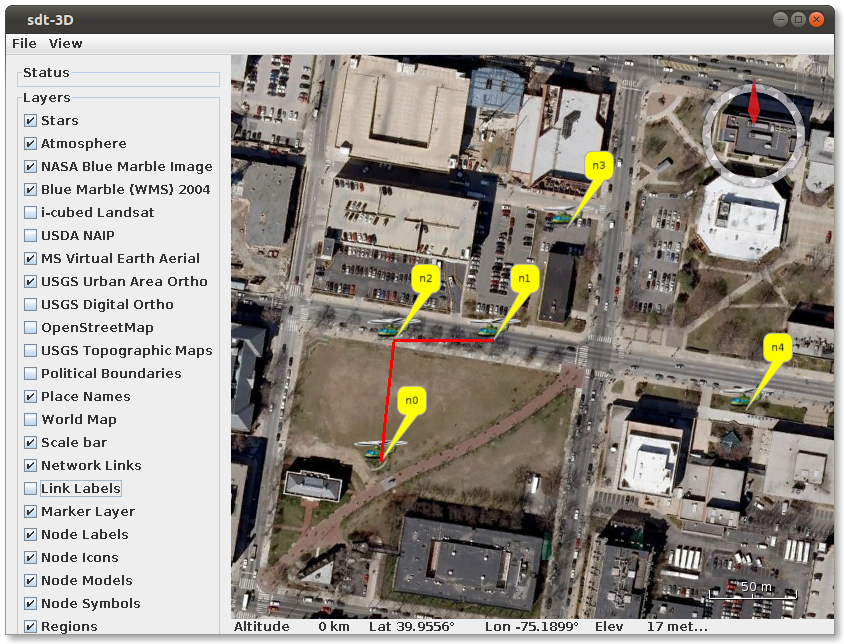 sdt-3D
File View
Status
Layers
Stars
Atmosphere
NASA Blue Marble Image
Blue Marble (WMS) 2004
i-cubed Landsat
USDA NAIP
MS Virtual Earth Aerial
USGS Urban Area Ortho
USGS Digital Ortho
OpenStreetMap
USGS Topographic Maps
Political Boundaries
Place Names
World Map
Scale bar
Network Links
Link Labels
Marker Layer
Node Labels
Node Icons
Node Models
Node Symbols
Regions
n3
n2
n1
n4
n0
50 m
Altitude 0 km Lat 39.9556° Lon -75.1899° Elev 17 met...